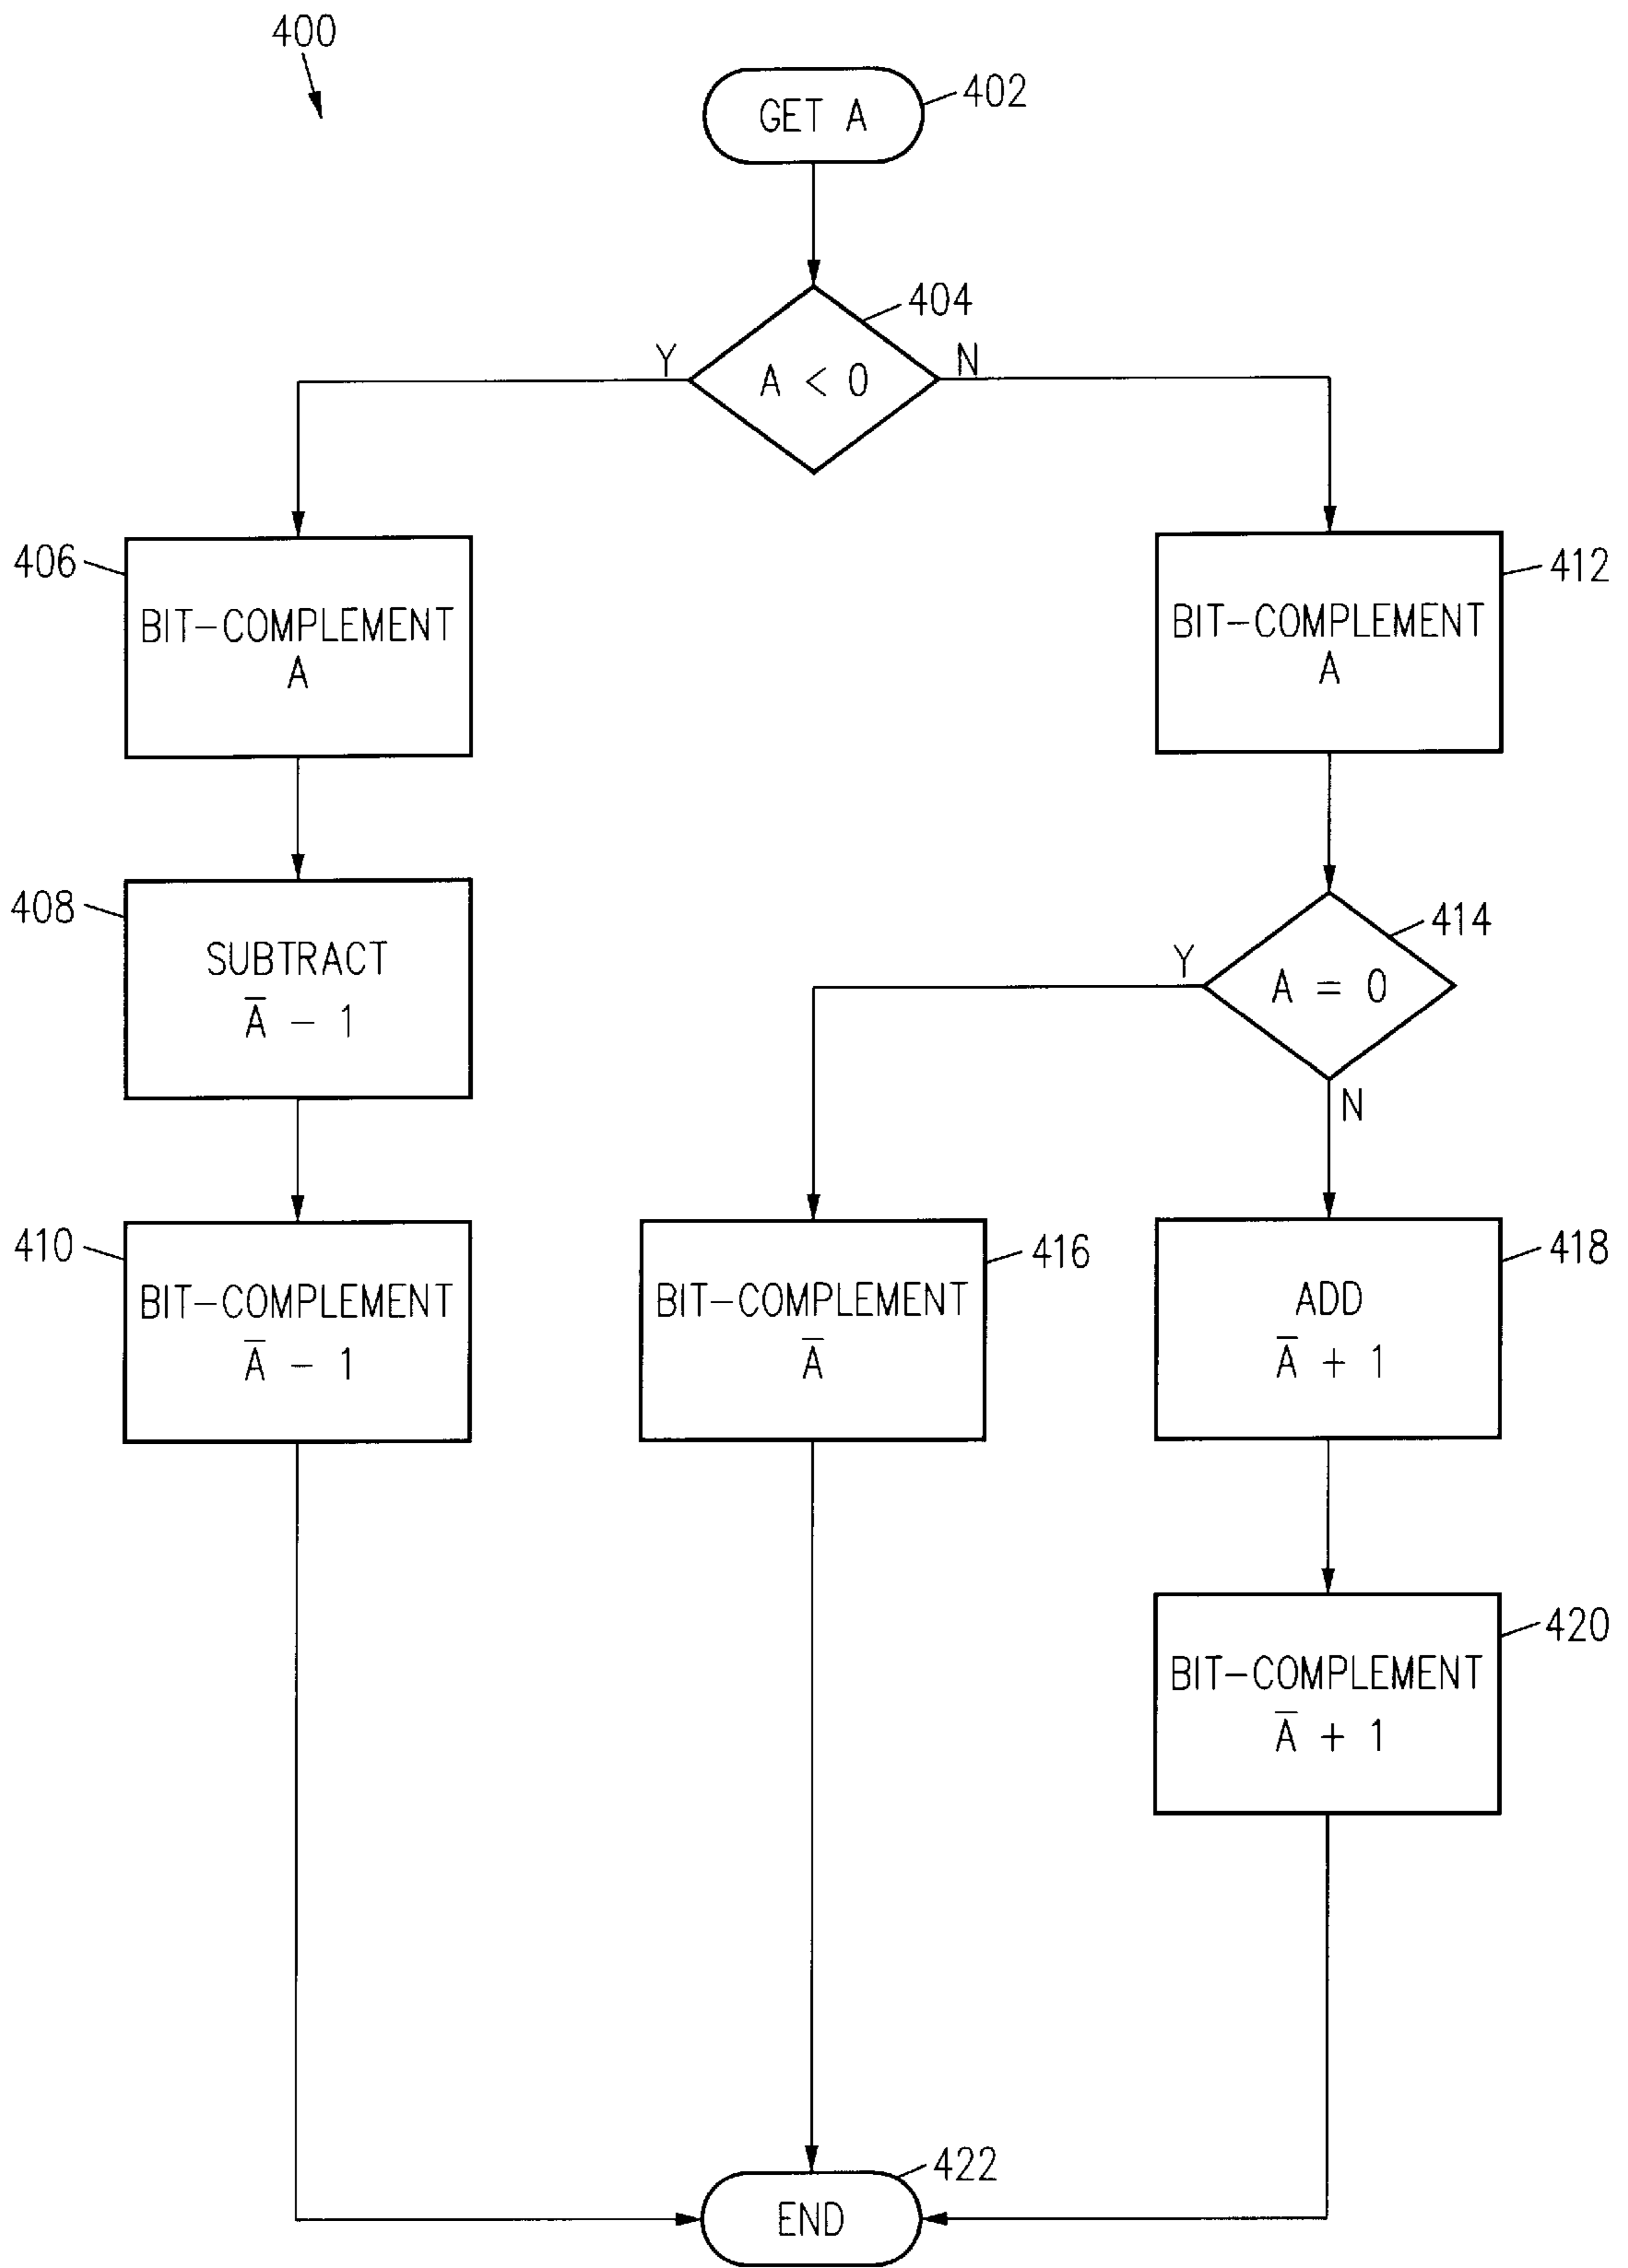 400
GET A
402
404
Y
A < 0
N
406
BIT-COMPLEMENT
A
412
BIT-COMPLEMENT
A
408
SUBTRACT
A̅ - 1
414
Y
A = 0
N
410
BIT-COMPLEMENT
A̅ - 1
416
BIT-COMPLEMENT
A̅
418
ADD
A̅ + 1
420
BIT-COMPLEMENT
A̅ + 1
422
END